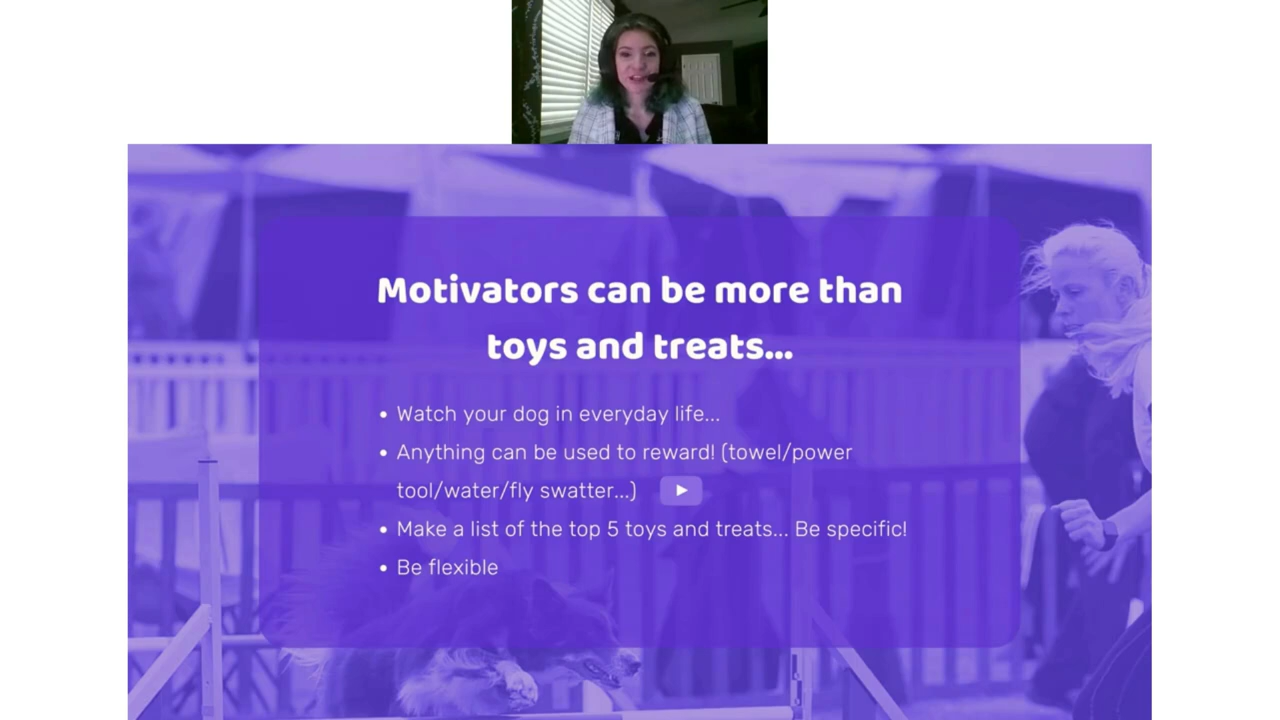 Motivators can be more than
toys and treats...
• Watch your dog in everyday life...
• Anything can be used to reward! (towel/power
tool/water/fly swatter...)
• Make a list of the top 5 toys and treats... Be specific!
• Be flexible